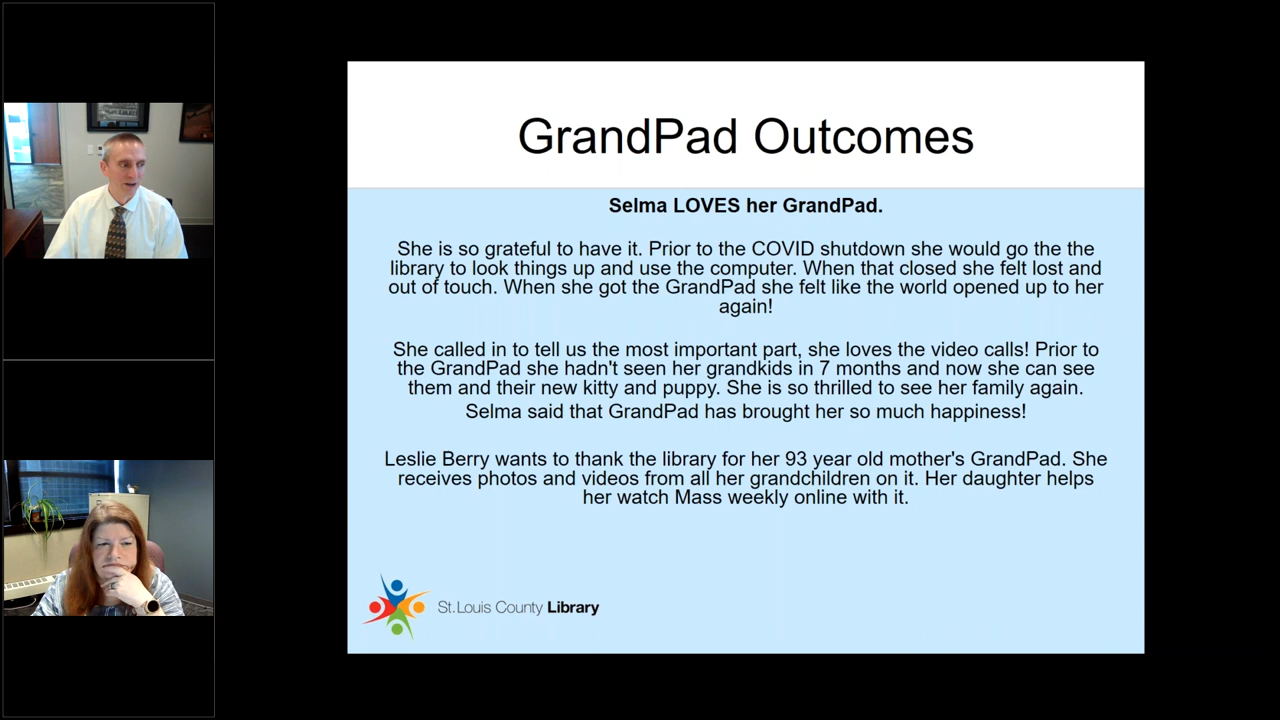 GrandPad Outcomes
Selma LOVES her GrandPad.
She is so grateful to have it. Prior to the COVID shutdown she would go the the
library to look things up and use the computer. When that closed she felt lost and
out of touch. When she got the GrandPad she felt like the world opened up to her
again!
She called in to tell us the most important part, she loves the video calls! Prior to
the GrandPad she hadn't seen her grandkids in 7 months and now she can see
them and their new kitty and puppy. She is so thrilled to see her family again.
Selma said that GrandPad has brought her so much happiness!
Leslie Berry wants to thank the library for her 93 year old mother's GrandPad. She
receives photos and videos from all her grandchildren on it. Her daughter helps
her watch Mass weekly online with it.
St. Louis County Library